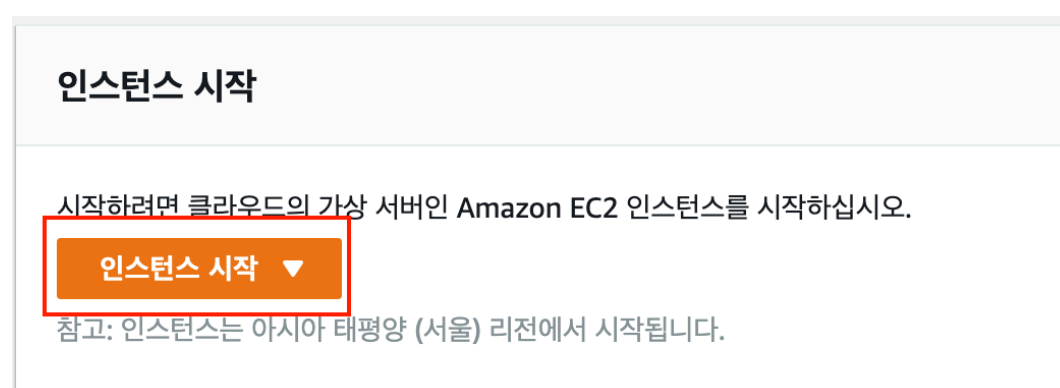 인스턴스 시작
시작하려면 클라우드의 가상 서버인 Amazon EC2 인스턴스를 시작하십시오.
인스턴스 시작 ▼
참고: 인스턴스는 아시아 태평양 (서울) 리전에서 시작됩니다.